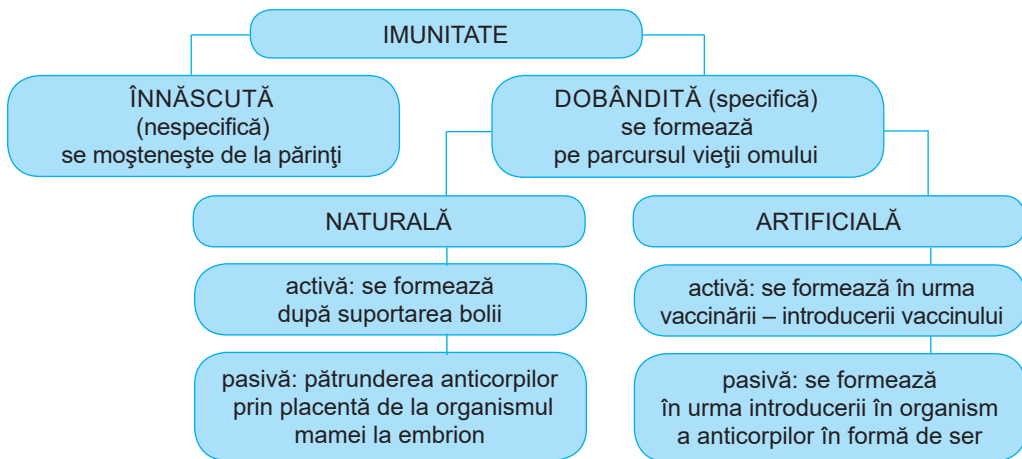 IMUNITATE
ÎNNĂSCUTĂ
(nespecifică)
se moşteneşte de la părinţi
DOBÂNDITĂ (specifică)
se formează
pe parcursul vieţii omului
NATURALĂ
activă: se formează
după suportarea bolii
pasivă: pătrunderea anticorpilor
prin placentă de la organismul
mamei la embrion
ARTIFICIALĂ
activă: se formează în urma
vaccinării – introducerii vaccinului
pasivă: se formează
în urma introducerii în organism
a anticorpilor în formă de ser